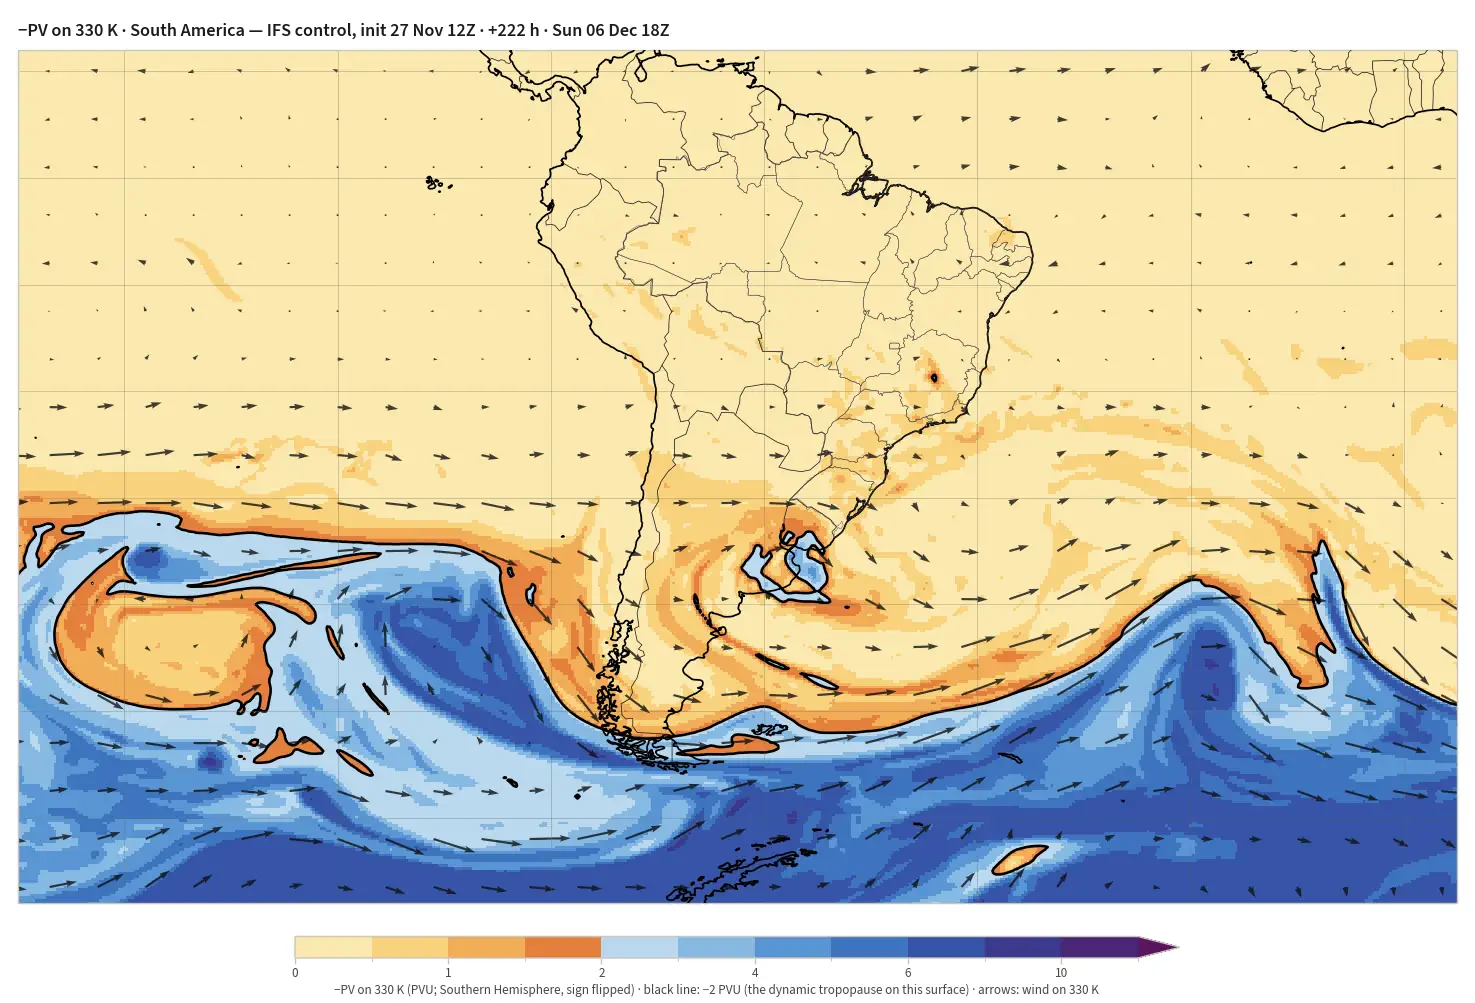 −PV on 330 K · South America — IFS control, init 27 Nov 12Z · +222 h · Sun 06 Dec 18Z
0 1 2 4 6 10
−PV on 330 K (PVU; Southern Hemisphere, sign flipped) · black line: −2 PVU (the dynamic tropopause on this surface) · arrows: wind on 330 K